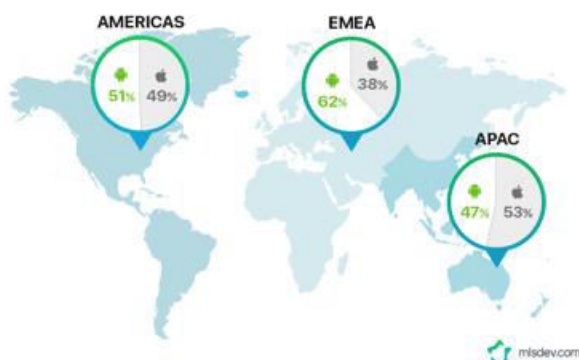 AMERICAS
51% 49%
EMEA
38%
62%
APAC
47% 53%
mlsdev.com